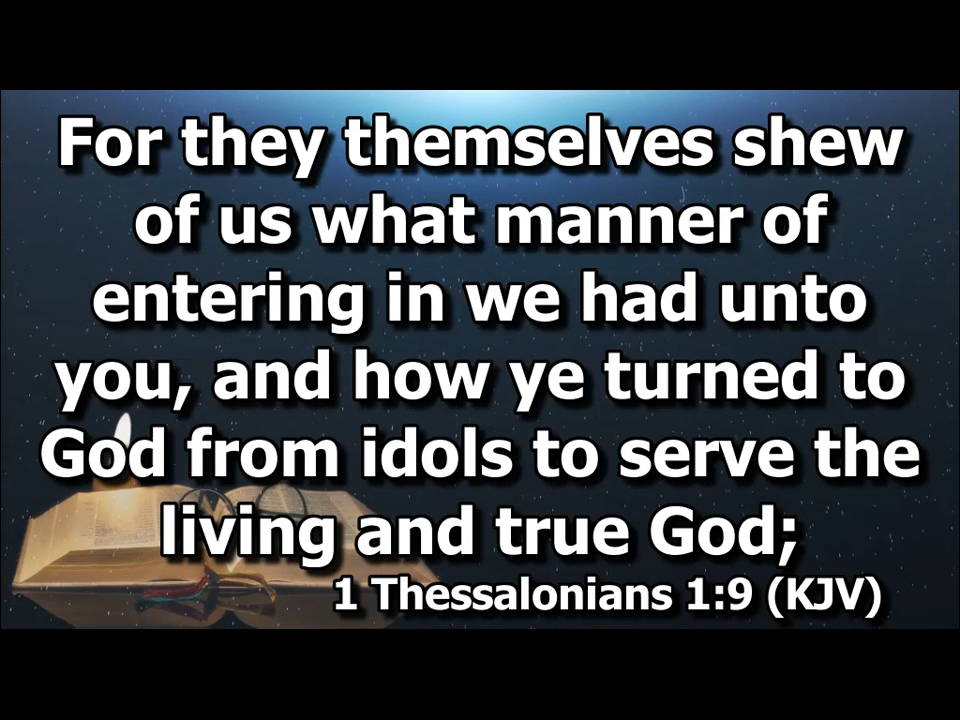 For they themselves shew
of us what manner of
entering in we had unto
you, and how ye turned to
God from idols to serve the
living and true God;
1 Thessalonians 1:9 (KJV)